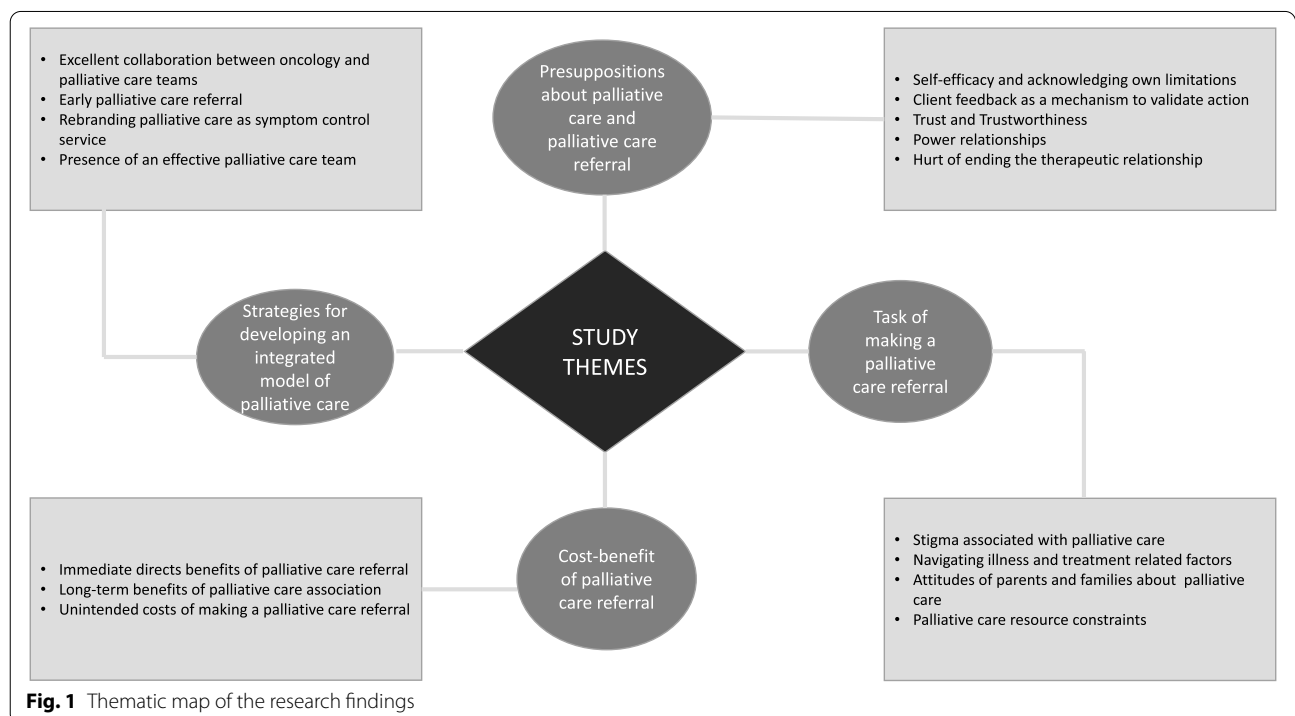 • Excellent collaboration between oncology and
palliative care teams
• Early palliative care referral
• Rebranding palliative care as symptom control
service
• Presence of an effective palliative care team
Presuppositions
about palliative
care and
palliative care
referral
• Self-efficacy and acknowledging own limitations
• Client feedback as a mechanism to validate action
• Trust and Trustworthiness
• Power relationships
• Hurt of ending the therapeutic relationship
Strategies for
developing an
integrated
model of
palliative care
STUDY
THEMES
Task of
making a
palliative
care referral
• Immediate directs benefits of palliative care referral
• Long-term benefits of palliative care association
• Unintended costs of making a palliative care referral
Cost-benefit
of palliative
care referral
• Stigma associated with palliative care
• Navigating illness and treatment related factors
• Attitudes of parents and families about palliative
care
• Palliative care resource constraints
Fig. 1 Thematic map of the research findings